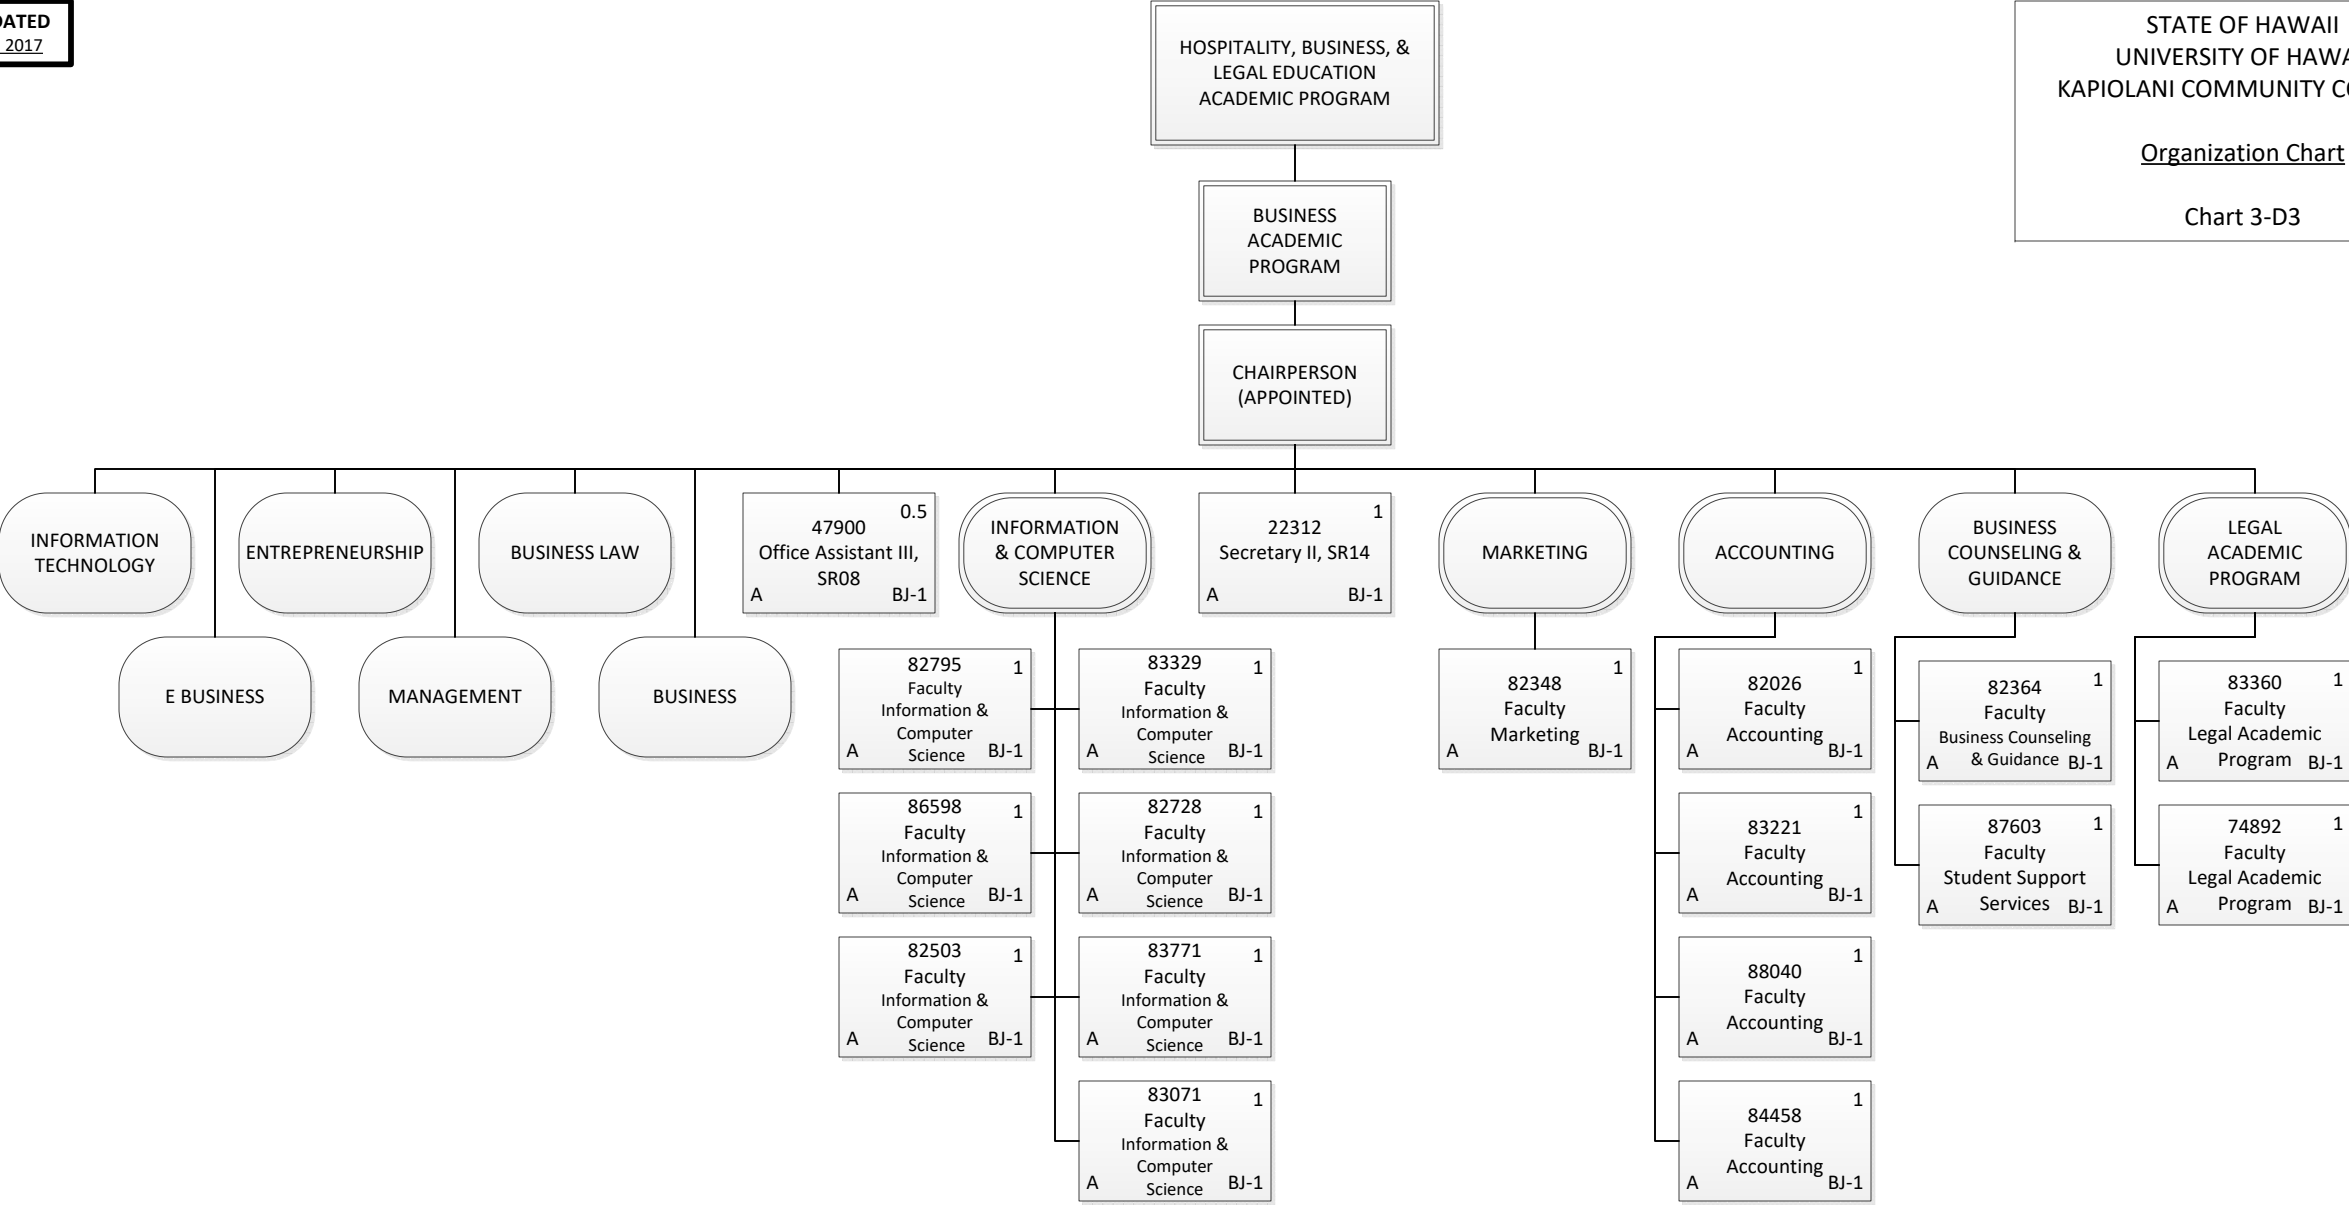 2017
STATE OF HAWAII
UNIVERSITY OF
KAPIOLANI COMMUNITY
Organization Chart
Chart 3-D3
HOSPITALITY, BUSINESS, &
LEGAL EDUCATION
ACADEMIC PROGRAM
BUSINESS
ACADEMIC
PROGRAM
CHAIRPERSON
(APPOINTED)
INFORMATION
TECHNOLOGY
ENTREPRENEURSHIP
BUSINESS LAW
0.5
47900
Office Assistant III,
SR08
A BJ-1
INFORMATION
& COMPUTER
SCIENCE
1
22312
Secretary II, SR14
A BJ-1
MARKETING
ACCOUNTING
BUSINESS
COUNSELING &
GUIDANCE
LEGAL
ACADEMIC
PROGRAM
E BUSINESS
MANAGEMENT
BUSINESS
82795 1
Faculty
Information &
Computer
Science
A BJ-1
83329 1
Faculty
Information &
Computer
Science
A BJ-1
86598 1
Faculty
Information &
Computer
Science
A BJ-1
82728 1
Faculty
Information &
Computer
Science
A BJ-1
82503 1
Faculty
Information &
Computer
Science
A BJ-1
83771 1
Faculty
Information &
Computer
Science
A BJ-1
83071 1
Faculty
Information &
Computer
Science
A BJ-1
1
82348
Faculty
Marketing
A BJ-1
1
82026
Faculty
Accounting
A BJ-1
1
83221
Faculty
Accounting
A BJ-1
1
88040
Faculty
Accounting
A BJ-1
1
84458
Faculty
Accounting
A BJ-1
82364 1
Faculty
Business Counseling
& Guidance
A BJ-1
87603 1
Faculty
Student Support
Services
A BJ-1
83360 1
Faculty
Legal Academic
Program
A BJ-1
74892 1
Faculty
Legal Academic
Program
A BJ-1